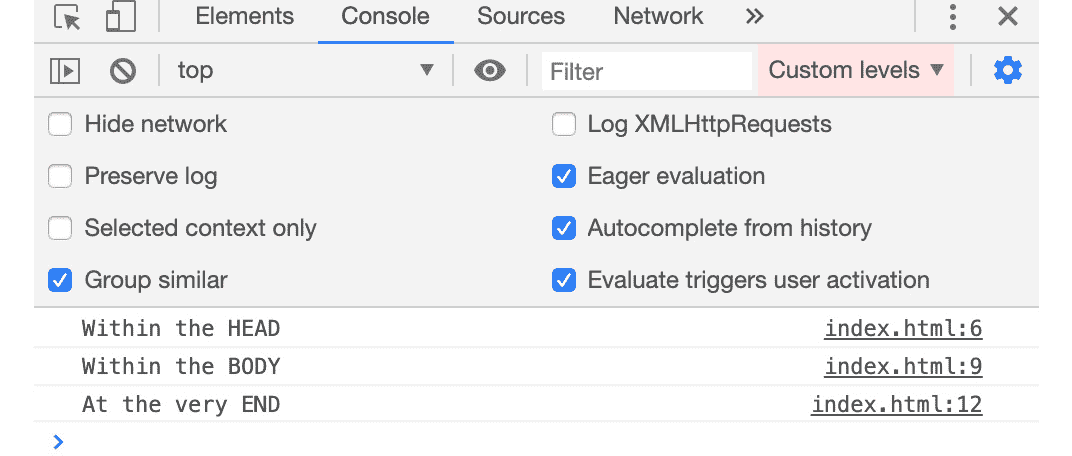 Elements Console Sources Network »
top Filter Custom levels
Hide network Log XMLHttpRequests
Preserve log Eager evaluation
Selected context only Autocomplete from history
Group similar Evaluate triggers user activation
Within the HEAD index.html:6
Within the BODY index.html:9
At the very END index.html:12